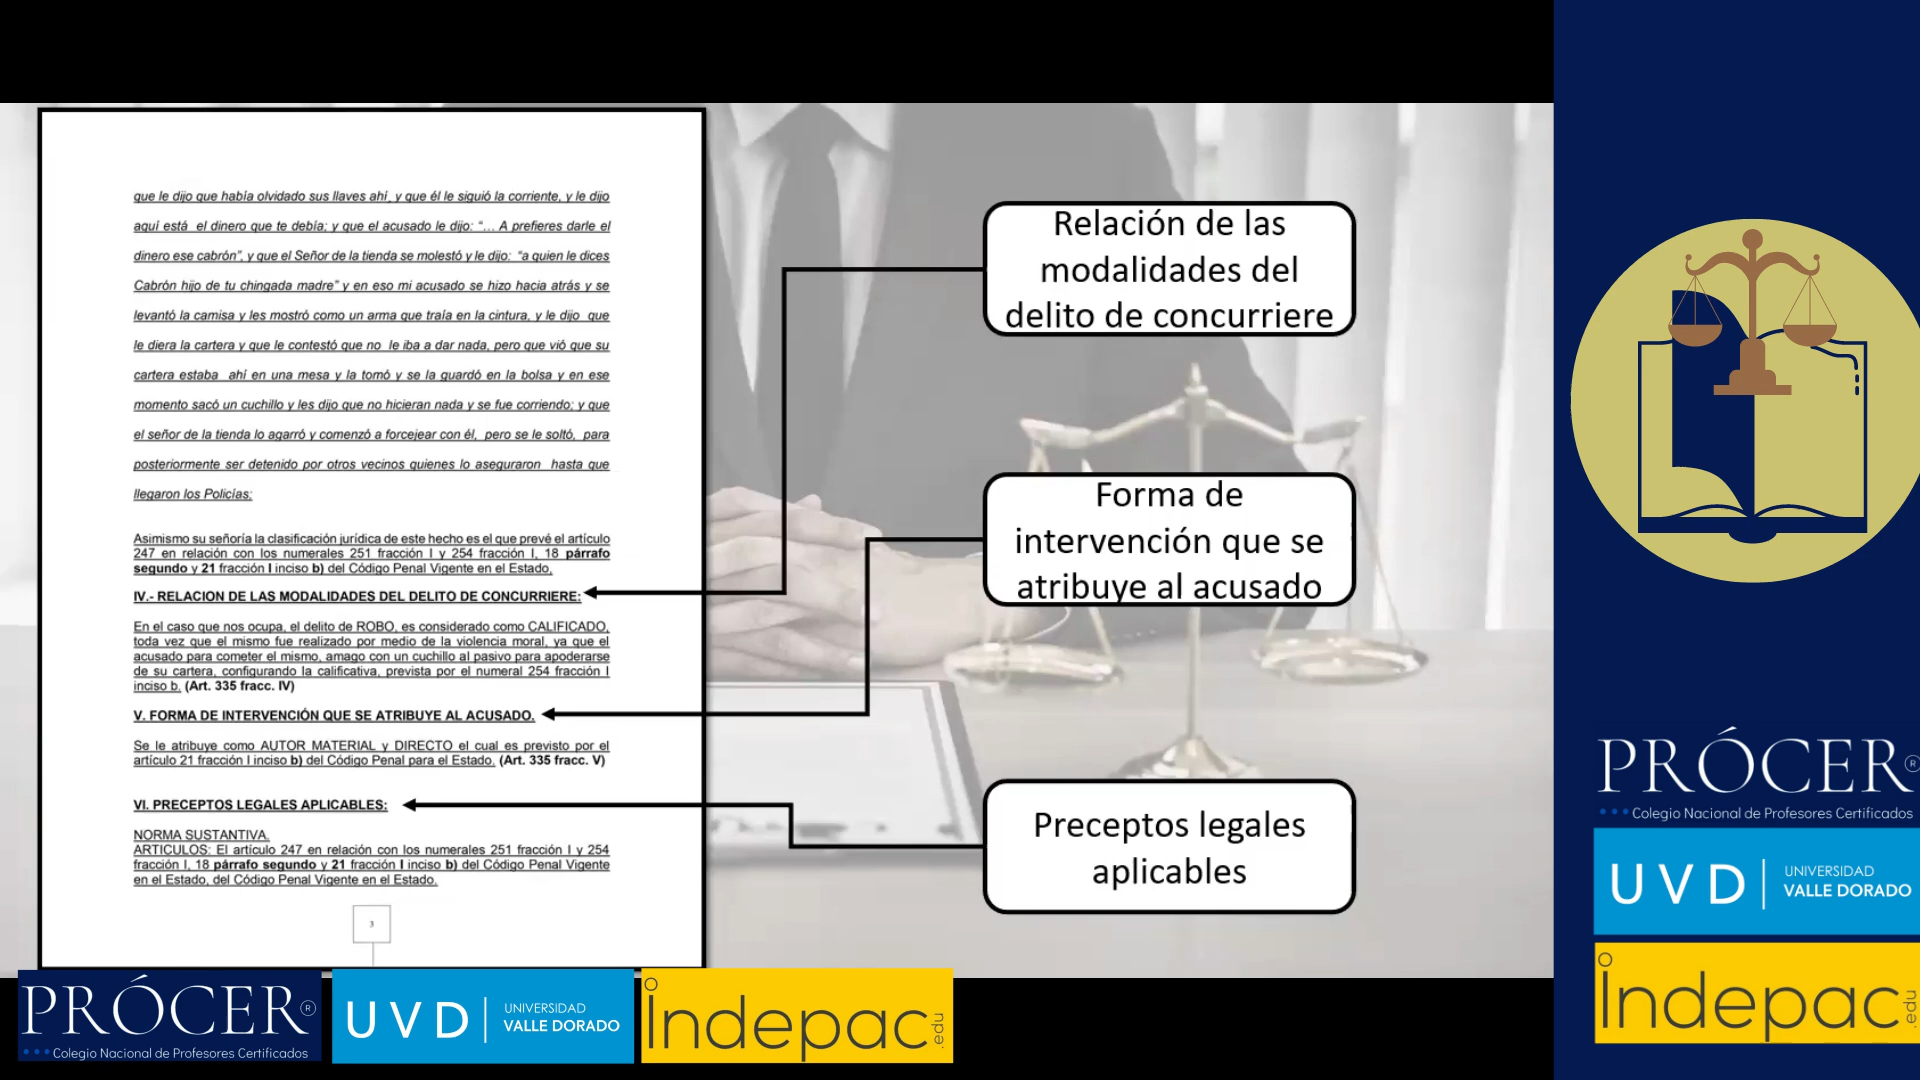 que le dijo que había olvidado sus llaves ahí, y que él le siguió la corriente, y le dijo
aquí está el dinero que te debía; y que el acusado le dijo: "... A prefieres darle el
dinero ese cabrón", y que el Señor de la tienda se molestó y le dijo: "a quien le dices
Cabrón hijo de tu chingada madre" y en eso mi acusado se hizo hacia atrás y se
levantó la camisa y les mostró como un arma que traía en la cintura, y le dijo que
le diera la cartera y que le contestó que no le iba a dar nada, pero que vió que su
cartera estaba ahí en una mesa y la tomó y se la guardó en la bolsa y en ese
momento sacó un cuchillo y les dijo que no hicieran nada y se fue corriendo; y que
el señor de la tienda lo agarró y comenzó a forcejear con él, pero se le soltó, para
posteriormente ser detenido por otros vecinos quienes lo aseguraron hasta que
llegaron los Policías;
Asimismo su señoría la clasificación jurídica de este hecho es el que prevé el artículo
247 en relación con los numerales 251 fracción I y 254 fracción I, 18 párrafo
segundo y 21 fracción I inciso b) del Código Penal Vigente en el Estado.
IV.- RELACION DE LAS MODALIDADES DEL DELITO DE CONCURRIERE:
En el caso que nos ocupa, el delito de ROBO, es considerado como CALIFICADO,
toda vez que el mismo fue realizado por medio de la violencia moral, ya que el
acusado para cometer el mismo, amago con un cuchillo al pasivo para apoderarse
de su cartera, configurando la calificativa, prevista por el numeral 254 fracción I
inciso b. (Art. 335 fracc. IV)
V. FORMA DE INTERVENCIÓN QUE SE ATRIBUYE AL ACUSADO.
Se le atribuye como AUTOR MATERIAL y DIRECTO el cual es previsto por el
artículo 21 fracción I inciso b) del Código Penal para el Estado. (Art. 335 fracc. V)
VI. PRECEPTOS LEGALES APLICABLES:
NORMA SUSTANTIVA.
ARTICULOS: El artículo 247 en relación con los numerales 251 fracción I y 254
fracción I, 18 párrafo segundo y 21 fracción I inciso b) del Código Penal Vigente
en el Estado, del Código Penal Vigente en el Estado.
3
Relación de las
modalidades del
delito de concurriere
Forma de
intervención que se
atribuye al acusado
Preceptos legales
aplicables
PRÓCER®
Colegio Nacional de Profesores Certificados
UVD
UNIVERSIDAD
VALLE DORADO
indepac.edu
PRÓCER®
Colegio Nacional de Profesores Certificados
UVD
UNIVERSIDAD
VALLE DORADO
indepac.edu